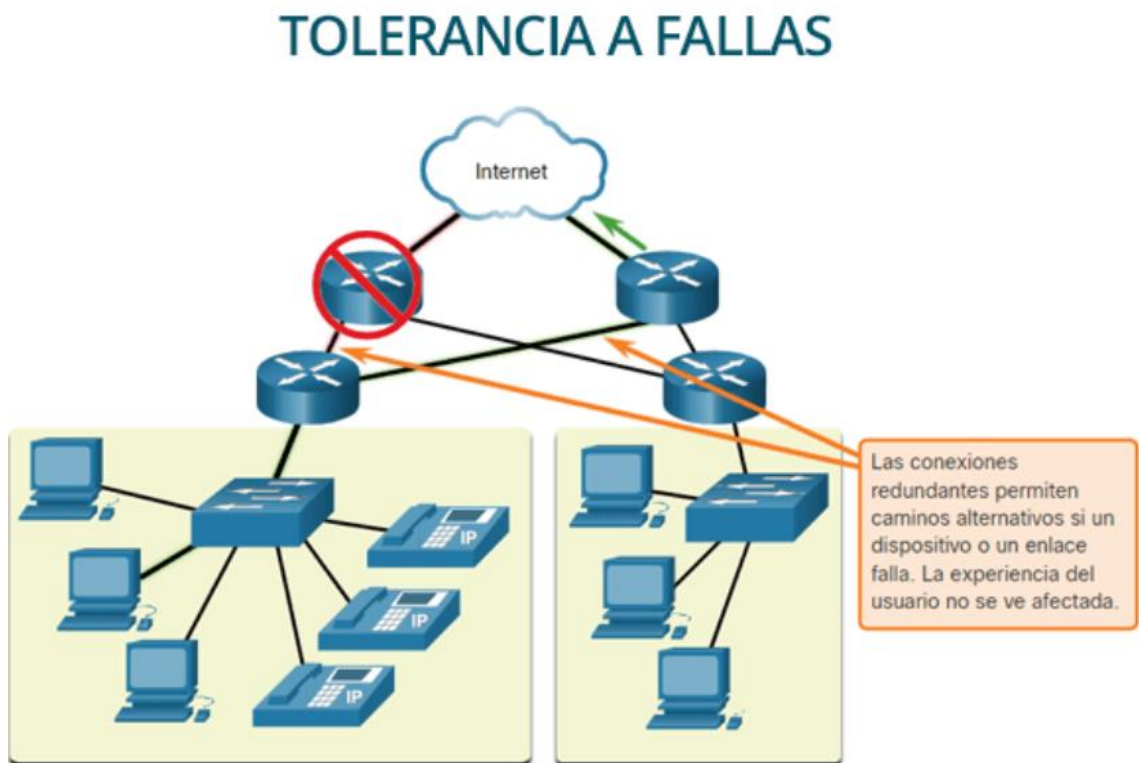 TOLERANCIA A FALLAS
Internet
Las conexiones
redundantes permiten
caminos alternativos si un
dispositivo o un enlace
falla. La experiencia del
usuario no se ve afectada.
IP
IP
IP